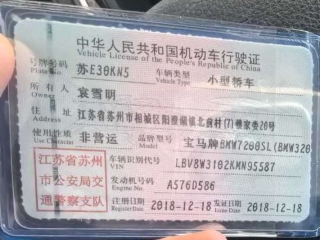 中华人民共和国机动车行驶证
Vehicle License of the People's Republic of China
号牌号码 苏E30KN5 车辆类型 小型轿车
Plate No. Vehicle Type
所有人 袁雪明
Owner
住址 江苏省苏州市相城区阳澄湖镇北前村(7)倪家娄20号
Address
使用性质 非营运 品牌型号 宝马牌BMW7200SL(BMW320
Use Character Model
江苏省苏州市公安局交通警察支队
车辆识别代号 LBV8W3102KMN95587
VIN
发动机号码 A576D586
Engine No.
注册日期 2018-12-18 发证日期 2018-12-18
Register Date Issue Date